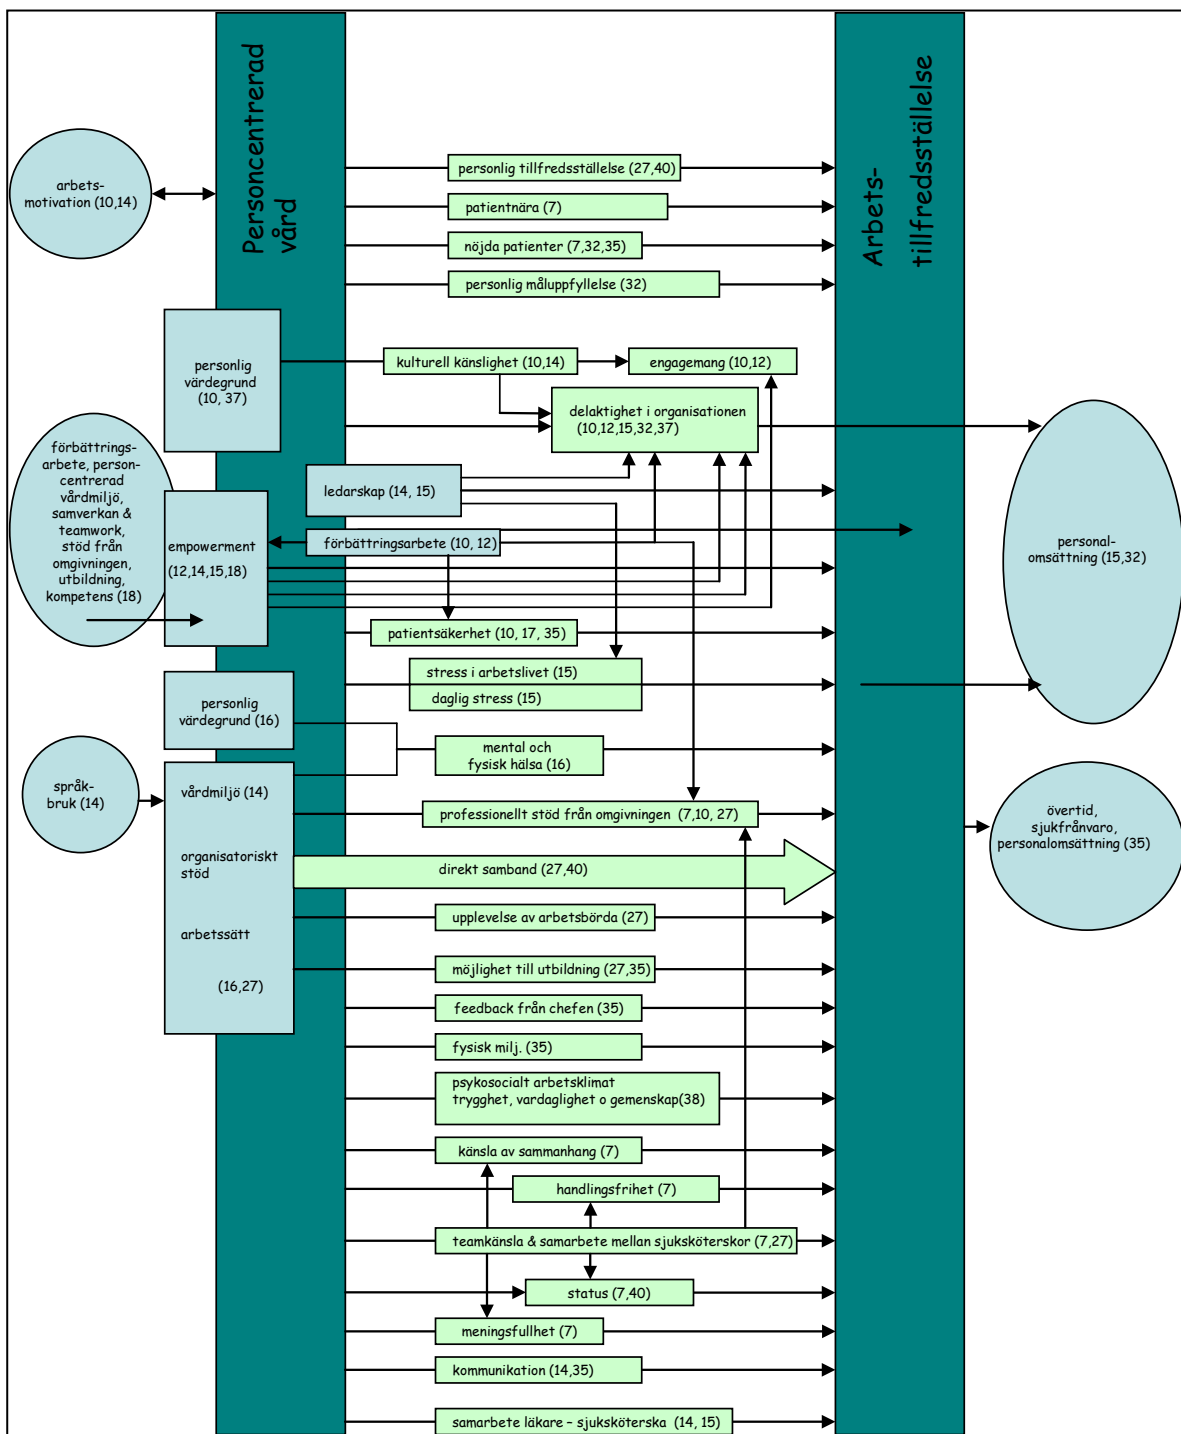 Personcentrerad
vård
Arbets-
tillfredsställelse
arbets-
motivation (10,14)
personlig tillfredsställelse (27,40)
patientnära (7)
nöjda patienter (7,32,35)
personlig måluppfyllelse (32)
personlig
värdegrund
(10, 37)
kulturell känslighet (10,14)
engagemang (10,12)
delaktighet i organisationen
(10,12,15,32,37)
förbättrings-
arbete, person-
centrerad
vårdmiljö,
samverkan &
teamwork,
stöd från
omgivningen,
utbildning,
kompetens (18)
ledarskap (14, 15)
empowerment
(12,14,15,18)
förbättringsarbete (10, 12)
personal-
omsättning (15,32)
patientsäkerhet (10, 17, 35)
stress i arbetslivet (15)
daglig stress (15)
personlig
värdegrund (16)
mental och
fysisk hälsa (16)
språk-
bruk (14)
vårdmiljö (14)
organisatoriskt
stöd
arbetssätt
(16,27)
professionellt stöd från omgivningen (7,10, 27)
övertid,
sjukfrånvaro,
personalomsättning (35)
direkt samband (27,40)
upplevelse av arbetsbörda (27)
möjlighet till utbildning (27,35)
feedback från chefen (35)
fysisk milj. (35)
psykosocialt arbetsklimat
trygghet, vardaglighet o gemenskap(38)
känsla av sammanhang (7)
handlingsfrihet (7)
teamkänsla & samarbete mellan sjuksköterskor (7,27)
status (7,40)
meningsfullhet (7)
kommunikation (14,35)
samarbete läkare – sjuksköterska (14, 15)